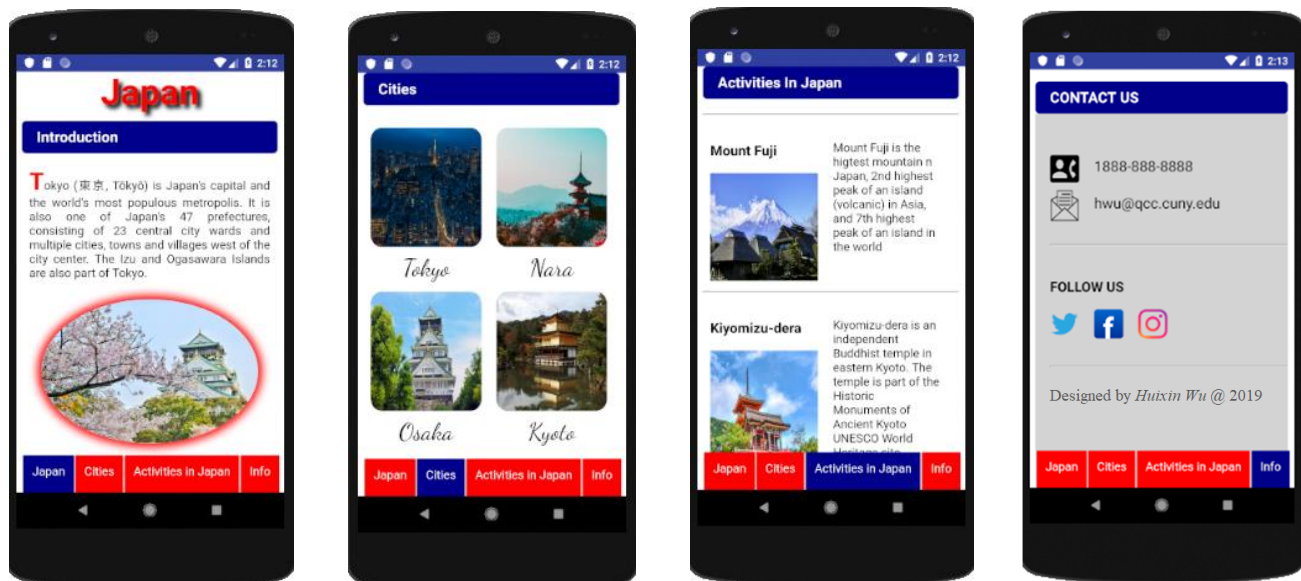 2:12
Japan
Introduction
Tokyo (東京, Tōkyō) is Japan's capital and
the world's most populous metropolis. It is
also one of Japan's 47 prefectures,
consisting of 23 central city wards and
multiple cities, towns and villages west of the
city center. The Izu and Ogasawara Islands
are also part of Tokyo.
Japan Cities Activities in Japan Info
2:12
Cities
Tokyo Nara
Osaka Kyoto
Japan Cities Activities in Japan Info
2:12
Activities In Japan
Mount Fuji
Mount Fuji is the
higtest mountain n
Japan, 2nd highest
peak of an island
(volcanic) in Asia,
and 7th highest
peak of an island in
the world
Kiyomizu-dera
Kiyomizu-dera is an
independent
Buddhist temple in
eastern Kyoto. The
temple is part of the
Historic
Monuments of
Ancient Kyoto
UNESCO World
Heritage site
Japan Cities Activities in Japan Info
2:13
CONTACT US
1888-888-8888
hwu@qcc.cuny.edu
FOLLOW US
Designed by Huixin Wu @ 2019
Japan Cities Activities in Japan Info